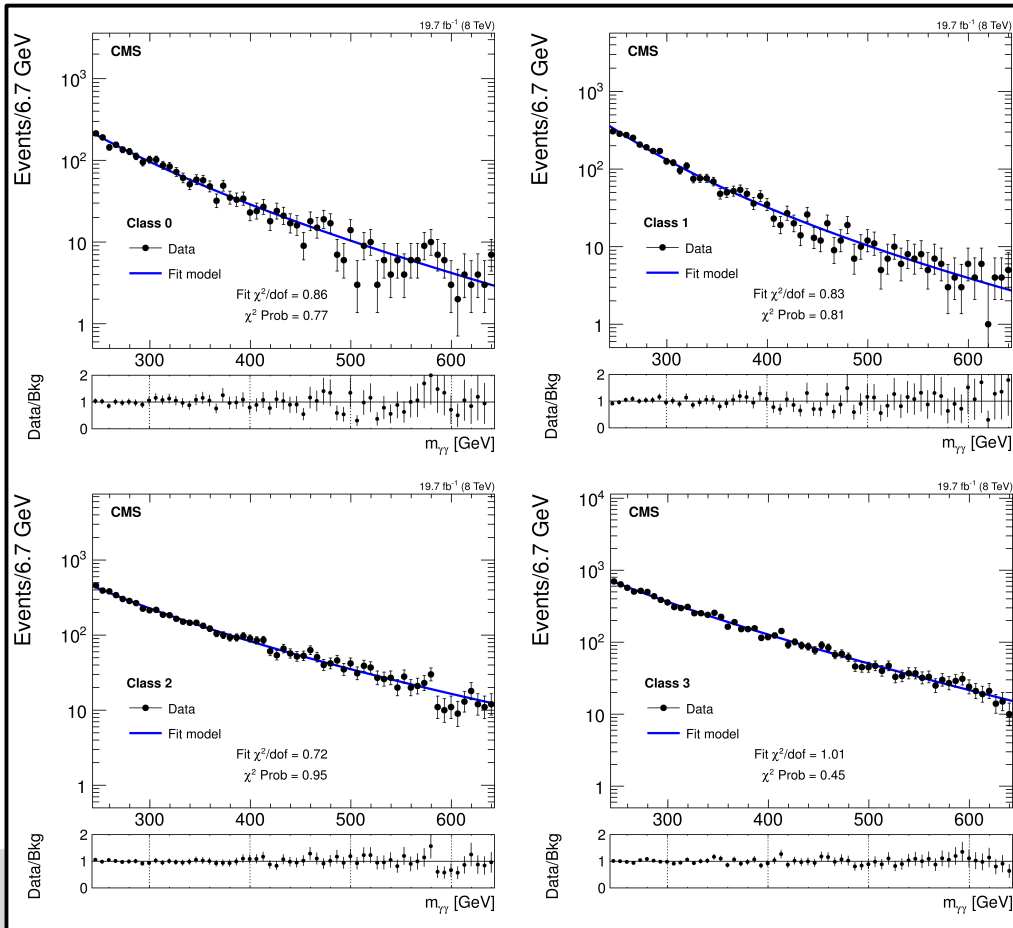 19.7 fb⁻¹ (8 TeV)
CMS
Events/6.7 GeV
10³
10²
10
1
Class 0
Data
Fit model
Fit χ²/dof = 0.86
χ² Prob = 0.77
300 400 500 600
Data/Bkg
2
1
0
mγγ [GeV]
19.7 fb⁻¹ (8 TeV)
CMS
Events/6.7 GeV
10³
10²
10
1
Class 1
Data
Fit model
Fit χ²/dof = 0.83
χ² Prob = 0.81
300 400 500 600
Data/Bkg
2
1
0
mγγ [GeV]
19.7 fb⁻¹ (8 TeV)
CMS
Events/6.7 GeV
10³
10²
10
1
Class 2
Data
Fit model
Fit χ²/dof = 0.72
χ² Prob = 0.95
300 400 500 600
Data/Bkg
2
1
0
mγγ [GeV]
19.7 fb⁻¹ (8 TeV)
CMS
Events/6.7 GeV
10⁴
10³
10²
10
1
Class 3
Data
Fit model
Fit χ²/dof = 1.01
χ² Prob = 0.45
300 400 500 600
Data/Bkg
2
1
0
mγγ [GeV]